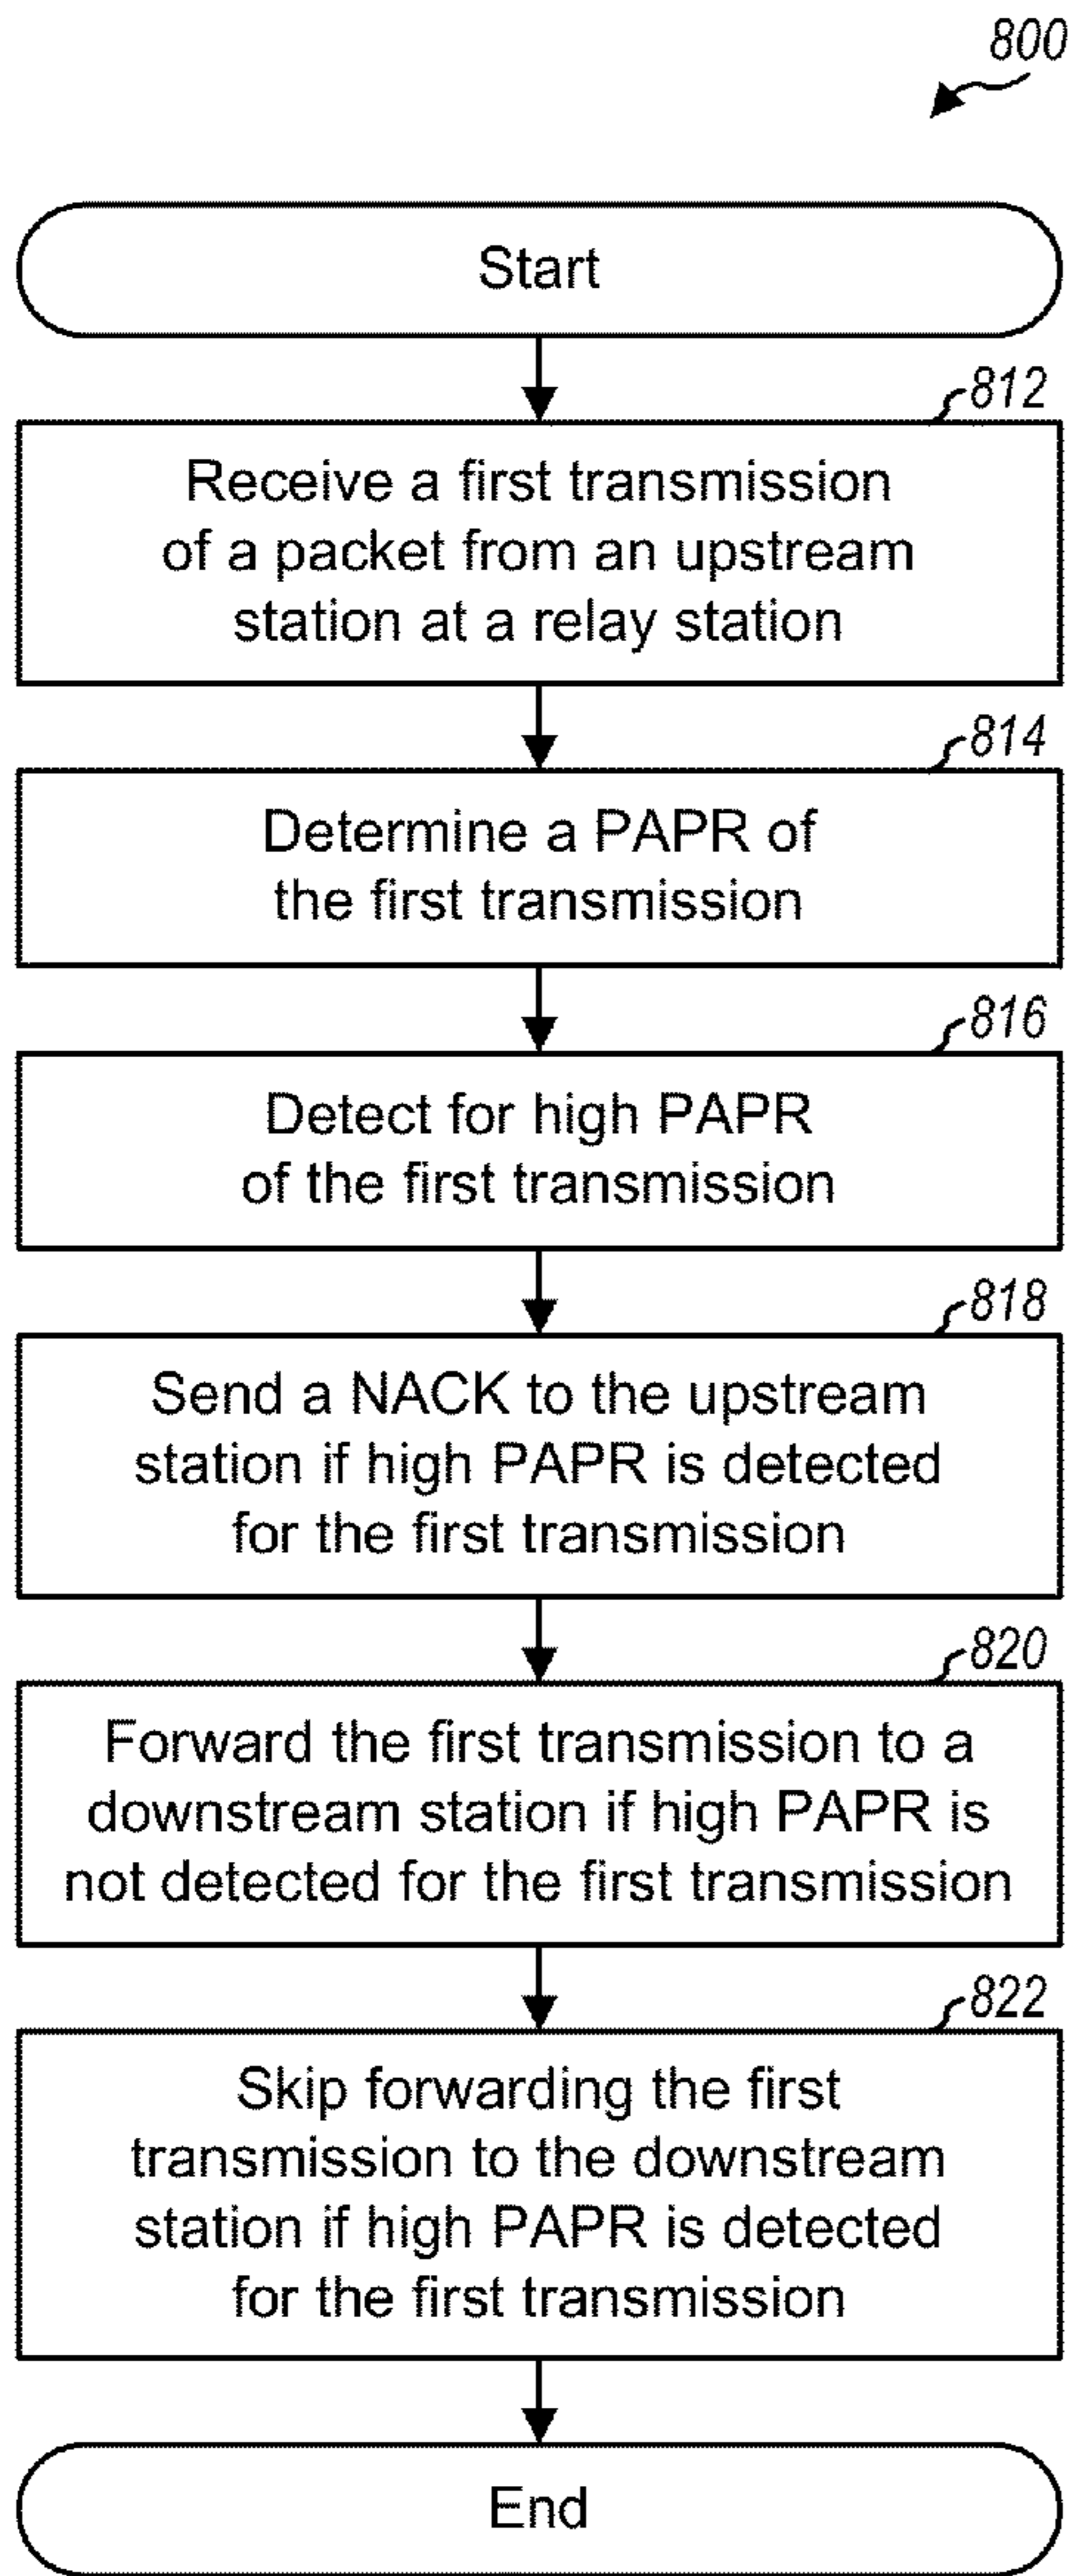 800
Start
812
Receive a first transmission
of a packet from an upstream
station at a relay station
814
Determine a PAPR of
the first transmission
816
Detect for high PAPR
of the first transmission
818
Send a NACK to the upstream
station if high PAPR is detected
for the first transmission
820
Forward the first transmission to a
downstream station if high PAPR is
not detected for the first transmission
822
Skip forwarding the first
transmission to the downstream
station if high PAPR is detected
for the first transmission
End